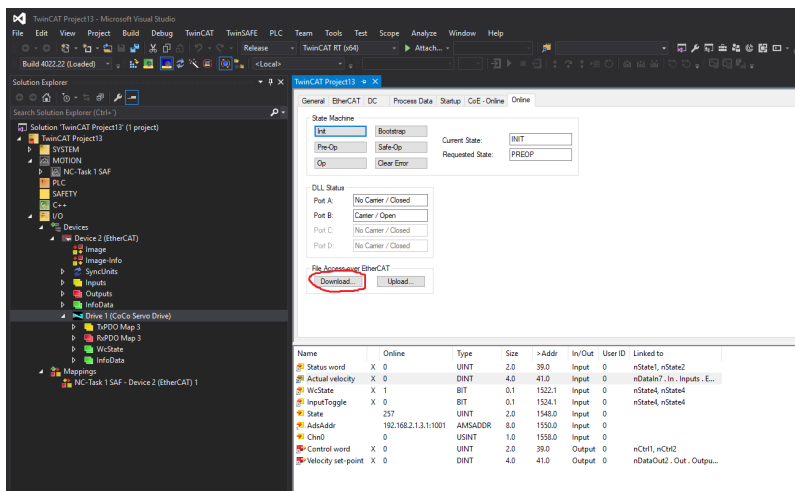 TwinCAT Project13 - Microsoft Visual Studio
File Edit View Project Build Debug TwinCAT TwinSAFE PLC Team Tools Test Scope Analyze Window Help
Release TwinCAT RT (x64) Attach...
Build 4022.22 (Loaded) <Local>
Solution Explorer
Search Solution Explorer (Ctrl+¨)
Solution 'TwinCAT Project13' (1 project)
TwinCAT Project13
SYSTEM
MOTION
NC-Task 1 SAF
PLC
SAFETY
C++
I/O
Devices
Device 2 (EtherCAT)
Image
Image-Info
SyncUnits
Inputs
Outputs
InfoData
Drive 1 (CoCo Servo Drive)
TxPDO Map 3
RxPDO Map 3
WcState
InfoData
Mappings
NC-Task 1 SAF - Device 2 (EtherCAT) 1
TwinCAT Project13
General EtherCAT DC Process Data Startup CoE - Online Online
State Machine
Init Bootstrap
Pre-Op Safe-Op
Op Clear Error
Current State: INIT
Requested State: PREOP
DLL Status
Port A: No Carrier / Closed
Port B: Carrier / Open
Port C: No Carrier / Closed
Port D: No Carrier / Closed
File Access over EtherCAT
Download... Upload...
Name Online Type Size >Addr In/Out User ID Linked to
Status word X 0 UINT 2.0 39.0 Input 0 nState1, nState2
Actual velocity X 0 DINT 4.0 41.0 Input 0 nDataIn7 . In . Inputs . E...
WcState X 1 BIT 0.1 1522.1 Input 0 nState4, nState4
InputToggle X 0 BIT 0.1 1524.1 Input 0 nState4, nState4
State 257 UINT 2.0 1548.0 Input 0
AdsAddr 192.168.2.1.3.1:1001 AMSADDR 8.0 1550.0 Input 0
Chn0 0 USINT 1.0 1558.0 Input 0
Control word X 0 UINT 2.0 39.0 Output 0 nCtrl1, nCtrl2
Velocity set-point X 0 DINT 4.0 41.0 Output 0 nDataOut2 . Out . Outpu...